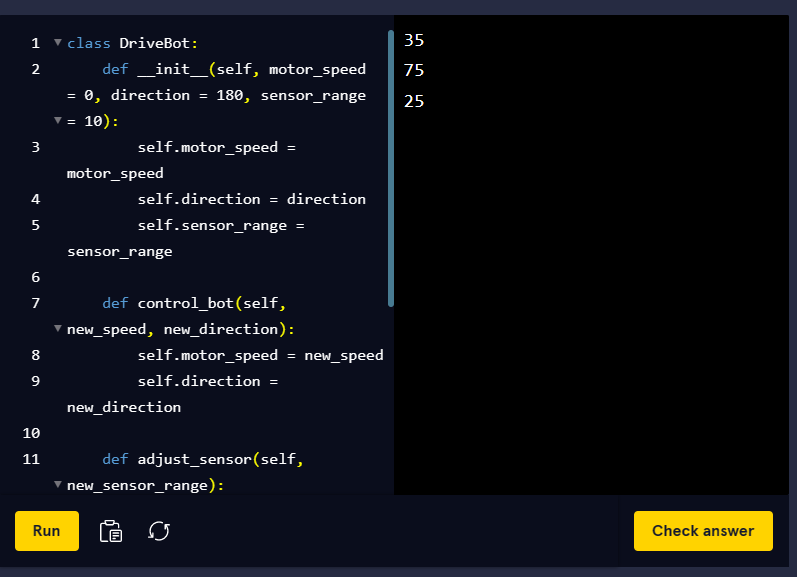 1 class DriveBot:
2     def __init__(self, motor_speed
= 0, direction = 180, sensor_range
= 10):
3         self.motor_speed =
motor_speed
4         self.direction = direction
5         self.sensor_range =
sensor_range
6
7     def control_bot(self,
new_speed, new_direction):
8         self.motor_speed = new_speed
9         self.direction =
new_direction
10
11     def adjust_sensor(self,
new_sensor_range):
35
75
25
Run
Check answer